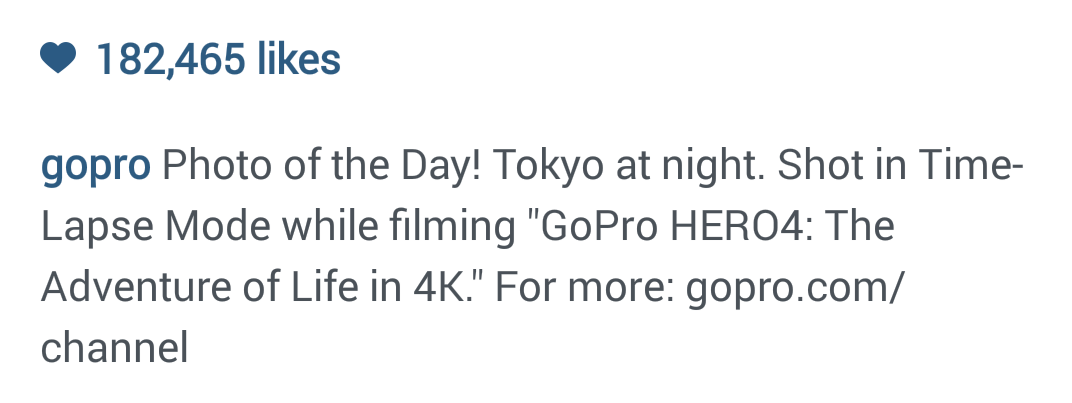 182,465 likes
gopro Photo of the Day! Tokyo at night. Shot in Time-
Lapse Mode while filming "GoPro HERO4: The
Adventure of Life in 4K." For more: gopro.com/
channel